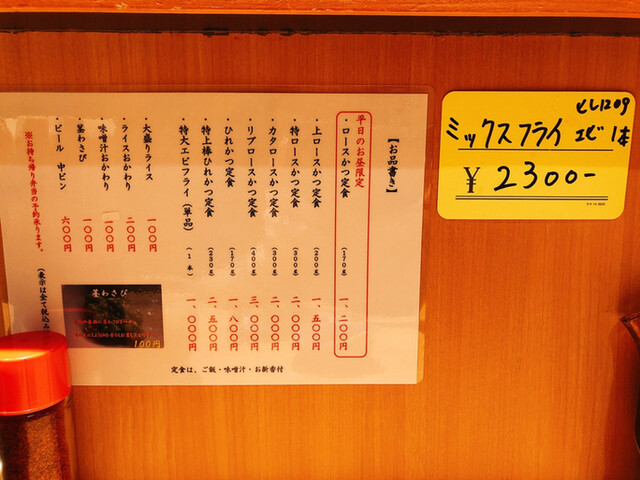 【お品書き】
平日のお昼限定
・ロースかつ定食 (170g) 一、二〇〇円
・上ロースかつ定食 (200g) 一、五〇〇円
・特ロースかつ定食 (300g) 二、〇〇〇円
・カタロースかつ定食 (300g) 二、〇〇〇円
・リブロースかつ定食 (400g) 三、〇〇〇円
・ひれかつ定食 (170g) 一、八〇〇円
・特上棒ひれかつ定食 (230g) 二、五〇〇円
・特大エビフライ(単品) (1本) 一、〇〇〇円
・大盛りライス 一〇〇円
・ライスおかわり 二〇〇円
・味噌汁おかわり 一〇〇円
・茎わさび 一〇〇円
・ビール 中ビン 六〇〇円
※お持ち帰り弁当の予約承ります。
(表示は全て税込み
茎わさび
100円
定食は、ご飯・味噌汁・お新香付
ミックスフライ エビ1本
¥2300-